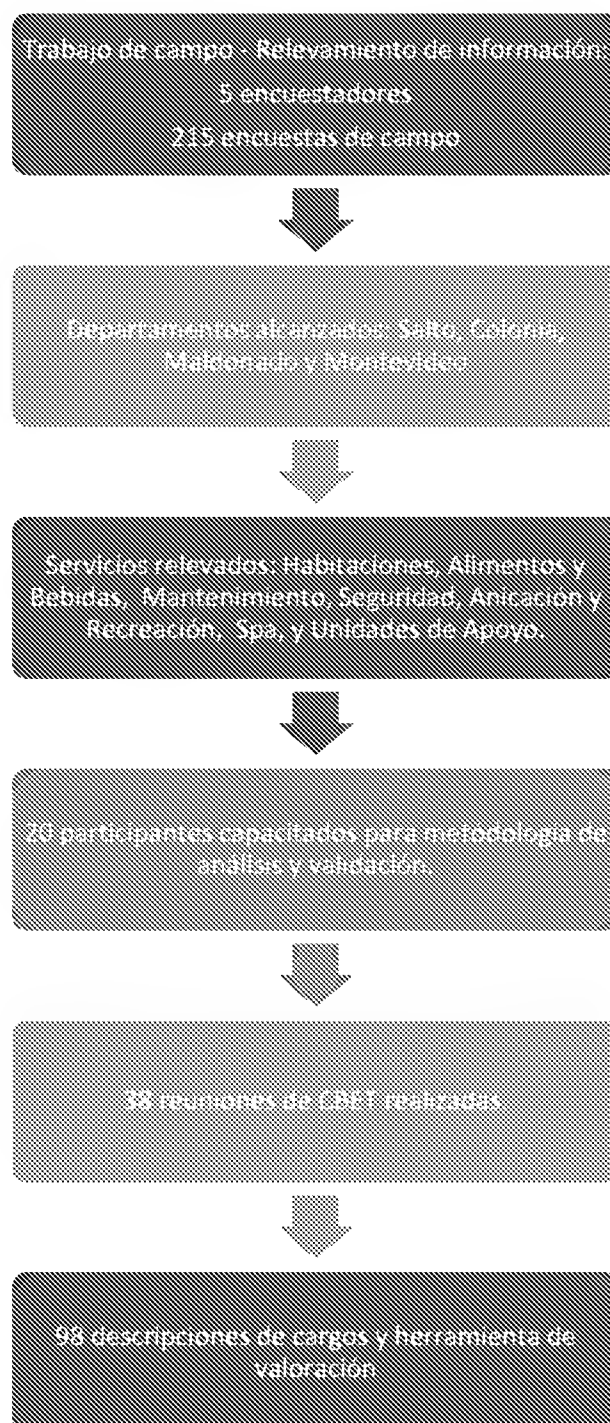 Trabajo de campo - Relevamiento de información:
5 encuestadores
215 encuestas de campo
Departamentos alcanzados: Salto, Colonia,
Maldonado y Montevideo
Servicios relevados: Habitaciones, Alimentos y
Bebidas, Mantenimiento, Seguridad, Anicación y
Recreación, Spa, y Unidades de Apoyo.
20 participantes capacitados para metodología de
análisis y validación.
38 reuniones de CBET realizadas
98 descripciones de cargos y herramienta de
valoración